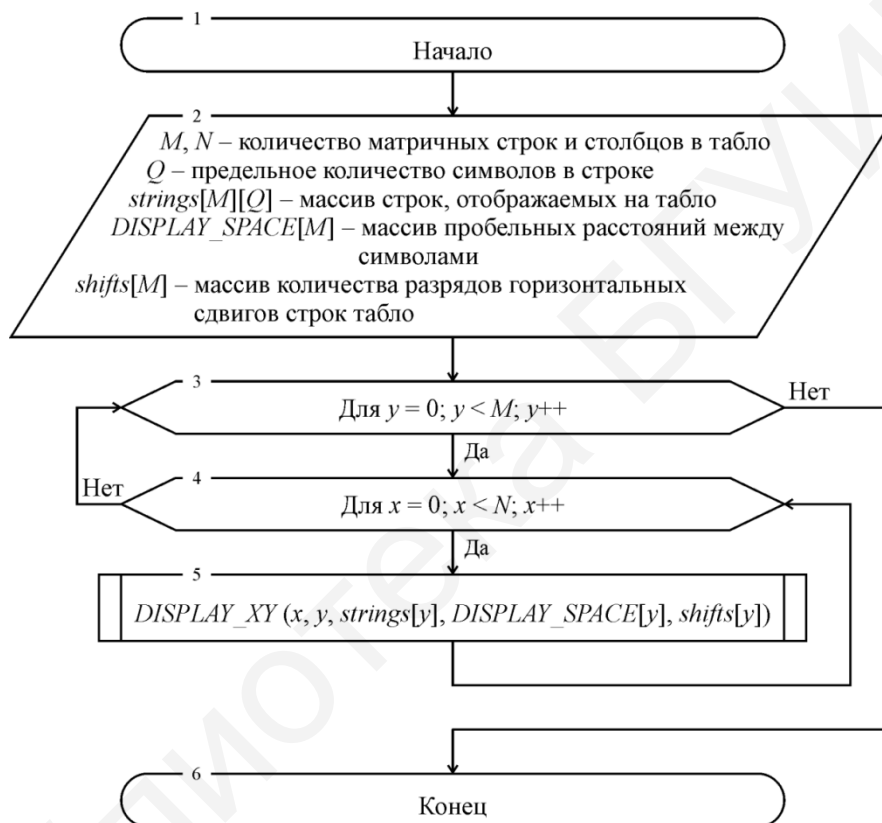 1
Начало
2
M, N – количество матричных строк и столбцов в табло
Q – предельное количество символов в строке
strings[M][Q] – массив строк, отображаемых на табло
DISPLAY_SPACE[M] – массив пробельных расстояний между
символами
shifts[M] – массив количества разрядов горизонтальных
сдвигов строк табло
3
Для y = 0; y < M; y++
Нет
Да
4
Нет
Для x = 0; x < N; x++
Да
5
DISPLAY_XY (x, y, strings[y], DISPLAY_SPACE[y], shifts[y])
6
Конец